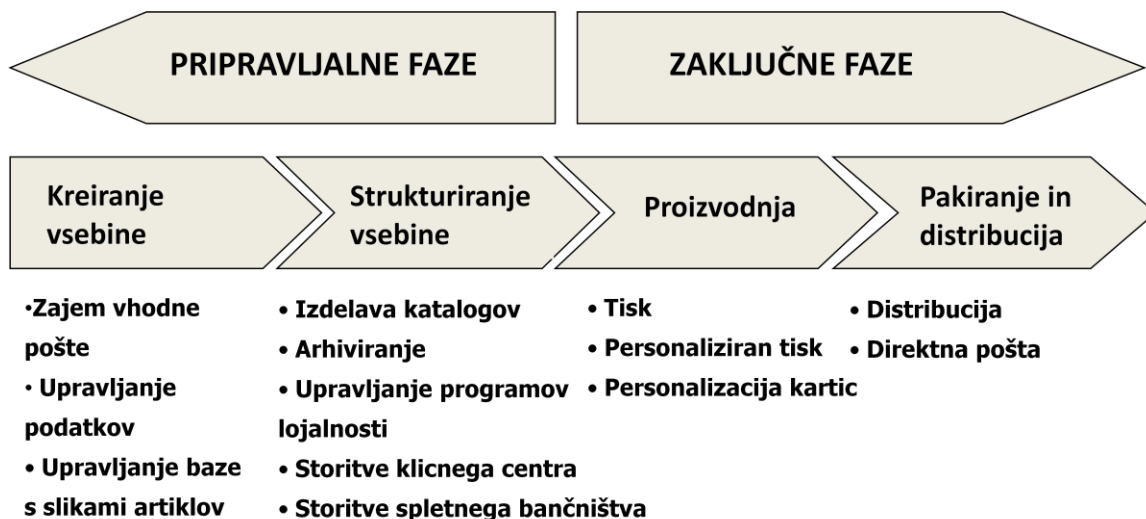 PRIPRAVLJALNE FAZE
ZAKLJUČNE FAZE
Kreiranje
vsebine
Strukturiranje
vsebine
Proizvodnja
Pakiranje in
distribucija
•Zajem vhodne
pošte
• Upravljanje
podatkov
• Upravljanje baze
s slikami artiklov
• Izdelava katalogov
• Arhiviranje
• Upravljanje programov
lojalnosti
• Storitve klicnega centra
• Storitve spletnega bančništva
• Tisk
• Personaliziran tisk
• Personalizacija kartic
• Distribucija
• Direktna pošta